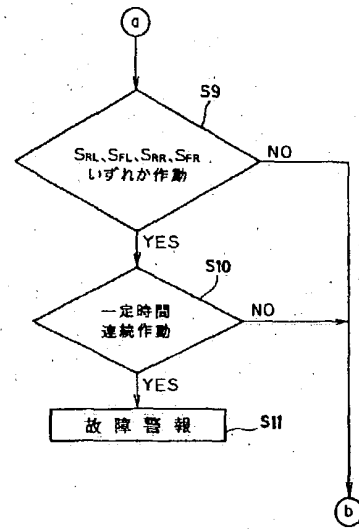 a
S9
SRL、SFL、SRR、SFR
いずれか作動
NO
YES
S10
一定時間
連続作動
NO
YES
故障警報
S11
b